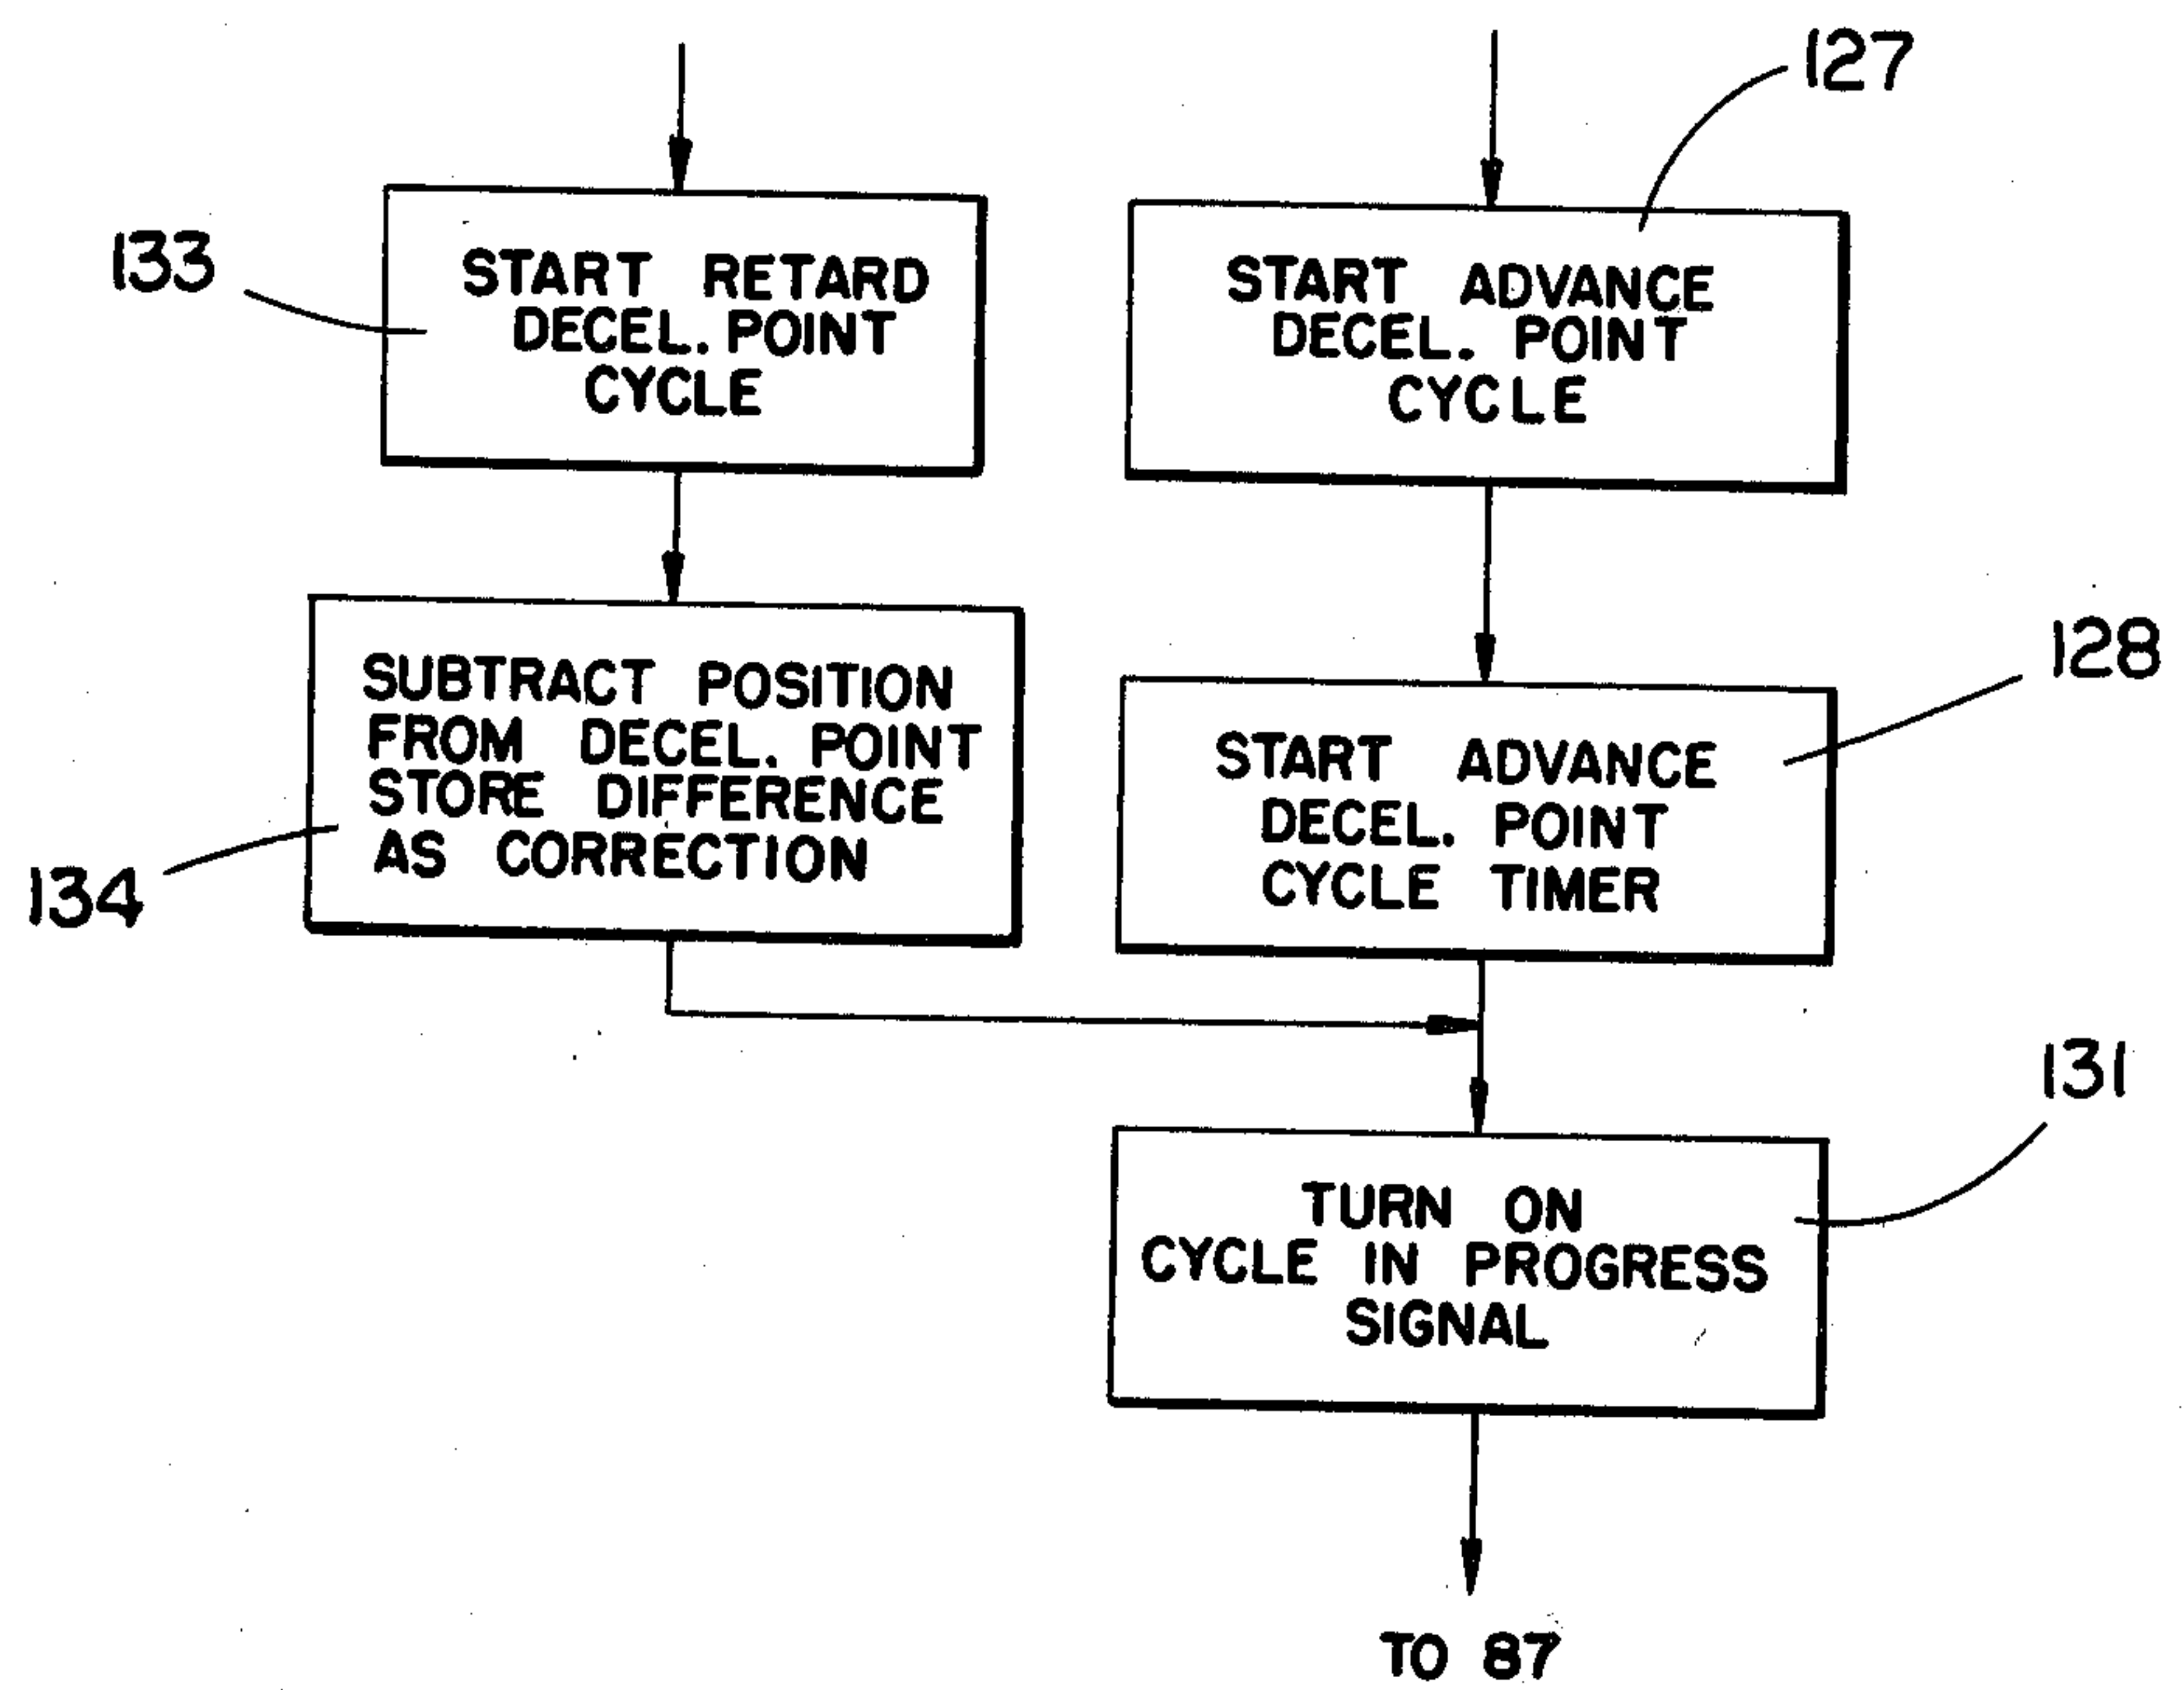 127
133
START RETARD
DECEL. POINT
CYCLE
START ADVANCE
DECEL. POINT
CYCLE
SUBTRACT POSITION
FROM DECEL. POINT
STORE DIFFERENCE
AS CORRECTION
134
128
START ADVANCE
DECEL. POINT
CYCLE TIMER
131
TURN ON
CYCLE IN PROGRESS
SIGNAL
TO 87